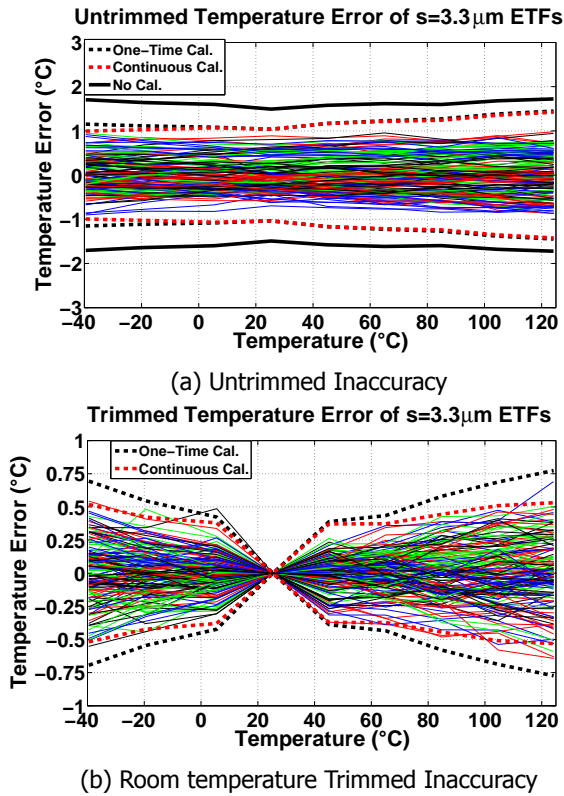 Untrimmed Temperature Error of s=3.3μm ETFs
One−Time Cal.
Continuous Cal.
No Cal.
Temperature Error (°C)
3
2
1
0
−1
−2
−3
−40 −20 0 20 40 60 80 100 120
Temperature (°C)
(a) Untrimmed Inaccuracy
Trimmed Temperature Error of s=3.3μm ETFs
One−Time Cal.
Continuous Cal.
Temperature Error (°C)
1
0.75
0.5
0.25
0
−0.25
−0.5
−0.75
−1
−40 −20 0 20 40 60 80 100 120
Temperature (°C)
(b) Room temperature Trimmed Inaccuracy